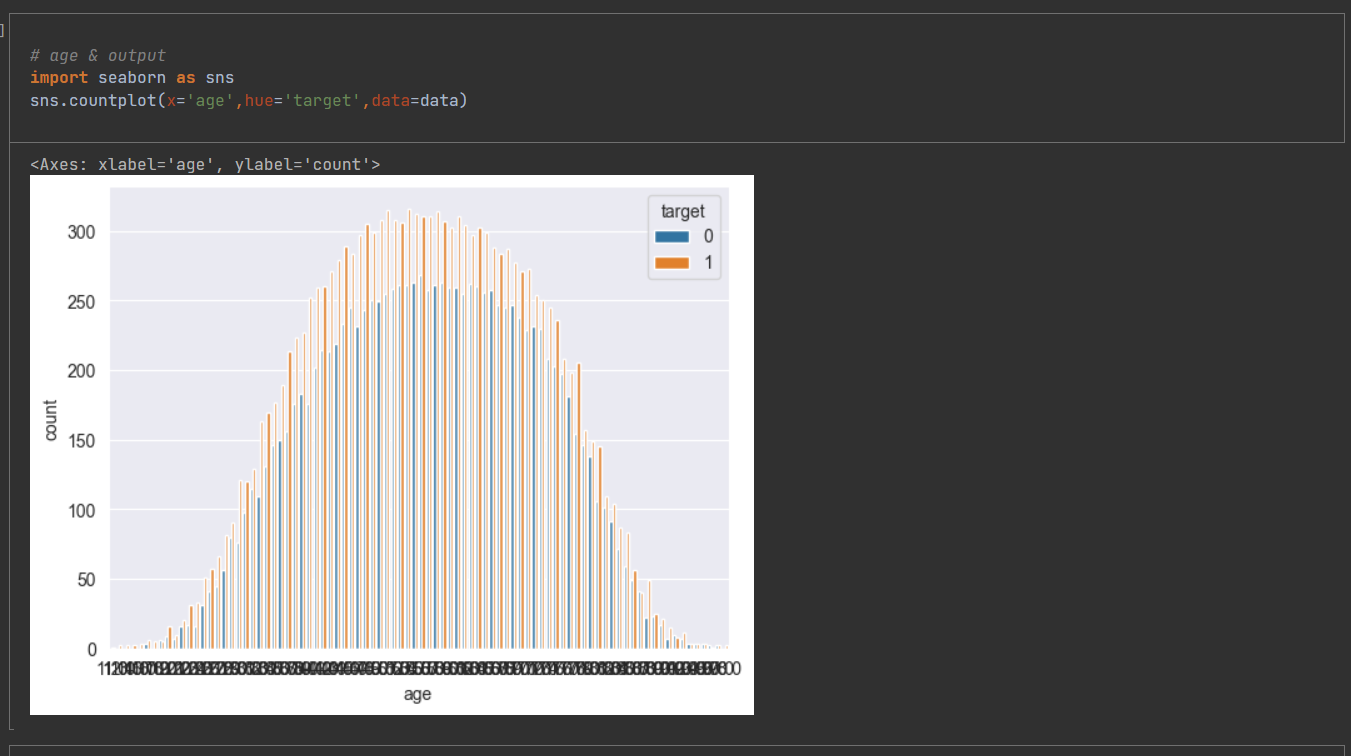 # age & output
import seaborn as sns
sns.countplot(x='age',hue='target',data=data)
<Axes: xlabel='age', ylabel='count'>
target
0
1
300
250
200
150
100
50
0
count
age